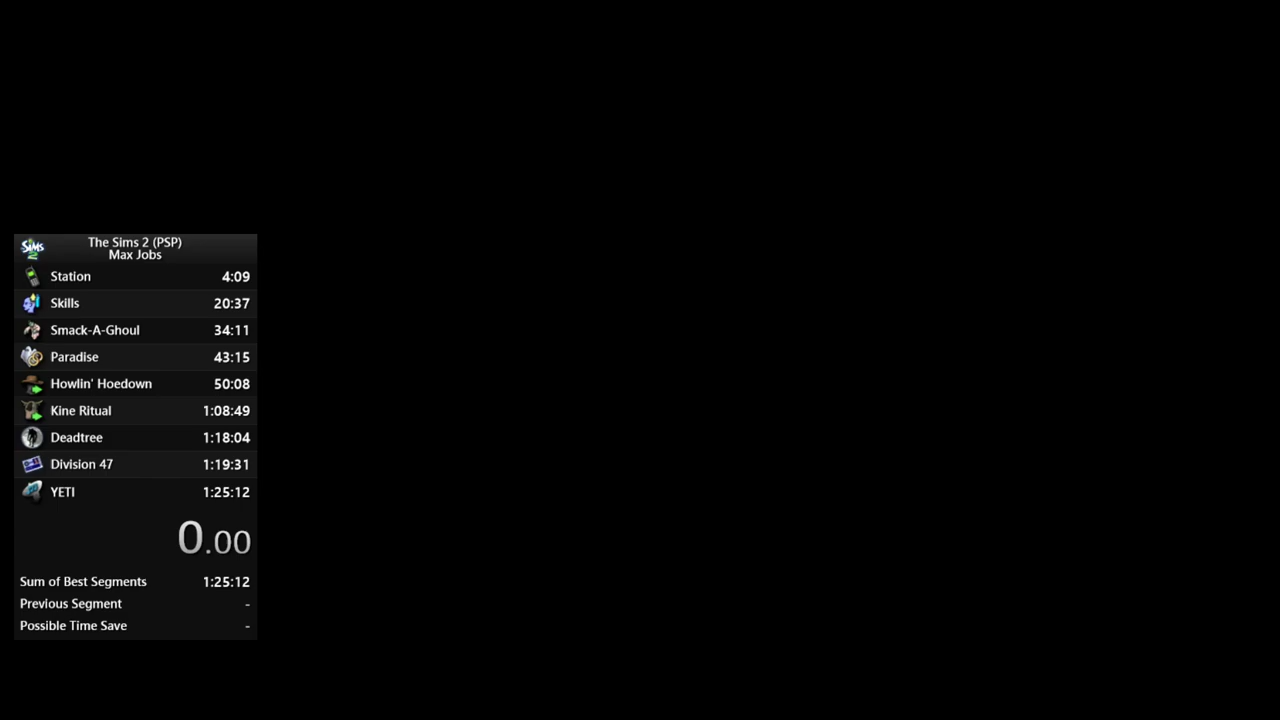 The Sims 2 (PSP)
Max Jobs
Station 4:09
Skills 20:37
Smack-A-Ghoul 34:11
Paradise 43:15
Howlin' Hoedown 50:08
Kine Ritual 1:08:49
Deadtree 1:18:04
Division 47 1:19:31
YETI 1:25:12
0.00
Sum of Best Segments 1:25:12
Previous Segment -
Possible Time Save -